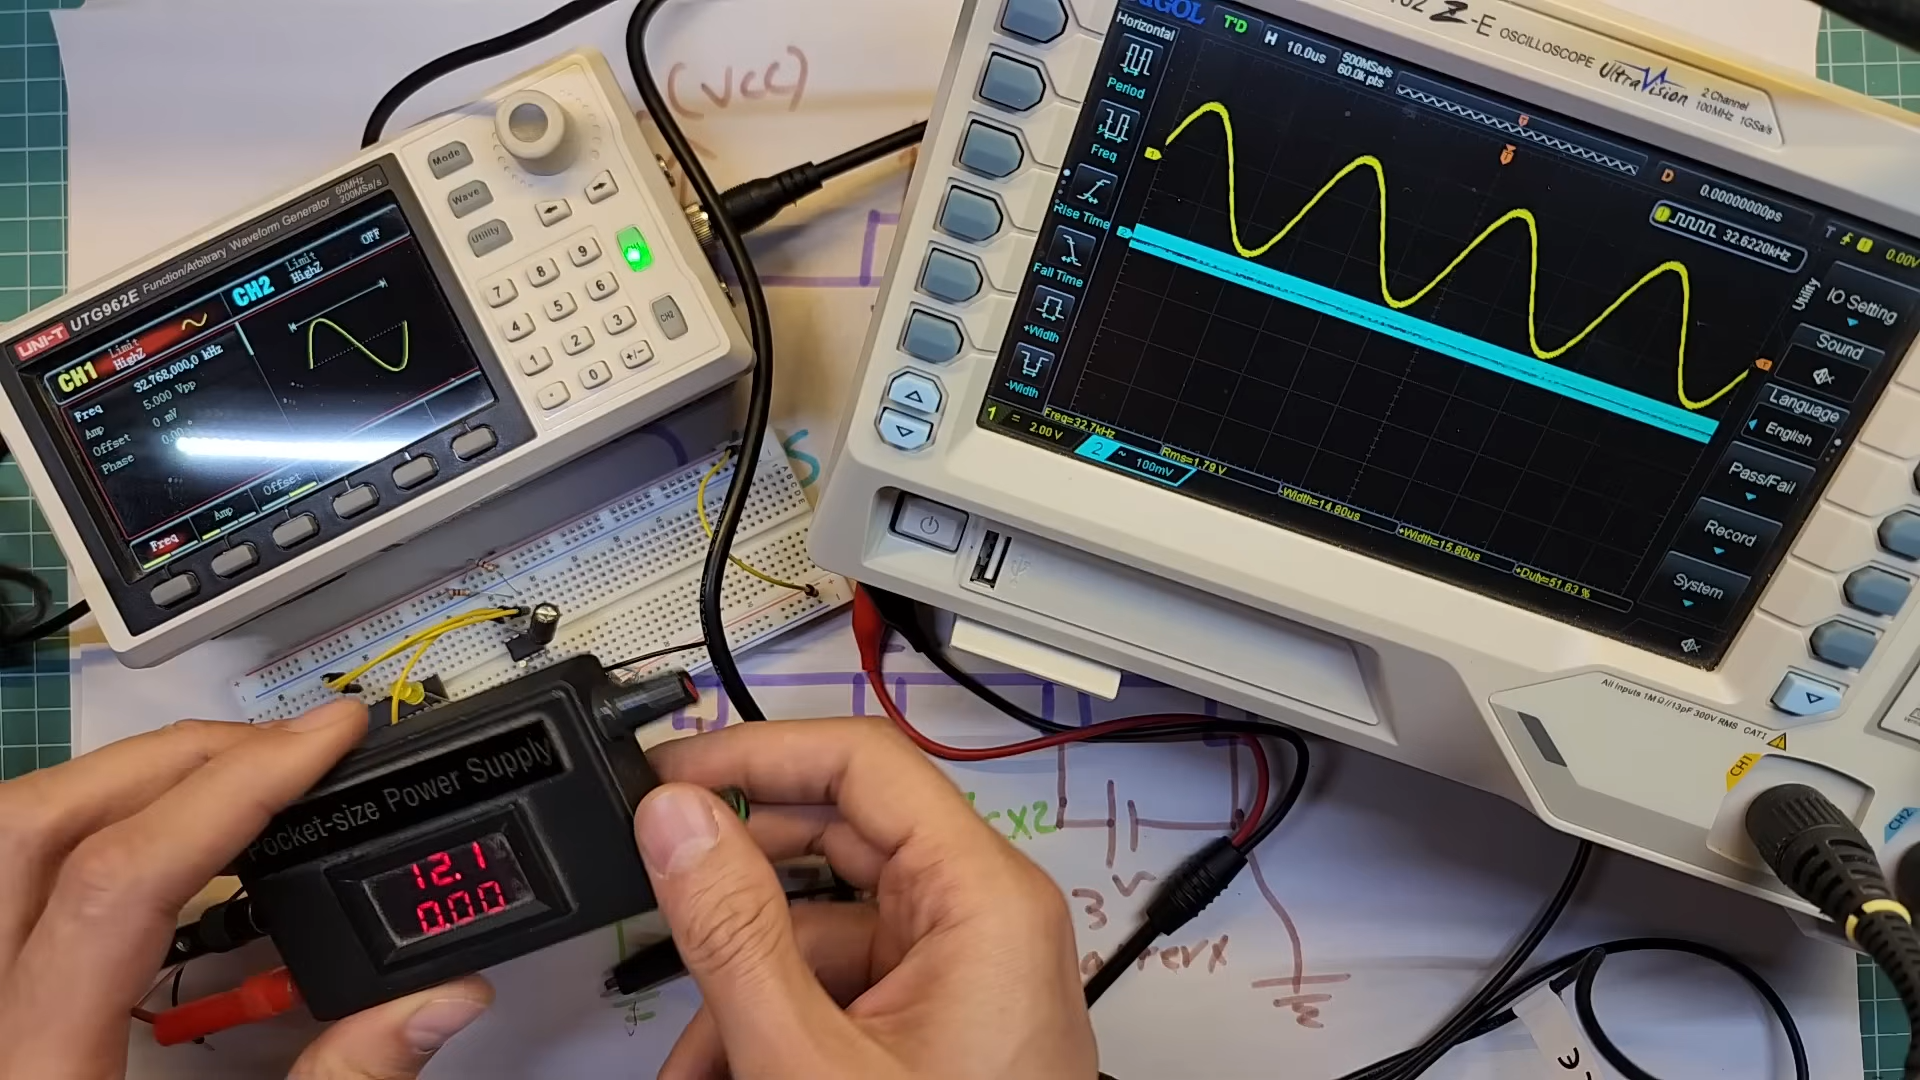 (VCC)
UNI-T UTG962E Function/Arbitrary Waveform Generator 60MHz 200MSa/s
CH1 Limit HighZ
CH2 Limit HighZ OFF
Freq 32.768,000,0 kHz
Amp 5.000 Vpp
Offset 0 mV
Phase 0.00 °
Freq Amp Offset
Mode
Wave
Utility
7 8 9
4 5 6
1 2 3
. 0 +/-
CH2
OSCILLOSCOPE UltraVision
2 Channel
100MHz 1GSa/s
T'D H 10.0us 500MSa/s 60.0k pts
D 0.00000000ps
1 32.6220kHz
T 1 0.00V
Horizontal
Period
Freq
Rise Time
Fall Time
+Width
-Width
Utility
IO Setting
Sound
Language
English
Pass/Fail
Record
System
Freq=32.7kHz
Rms=1.79 V
-Width=14.80us
+Width=15.80us
+Duty=51.63 %
1 = 2.00 V
2 ~ 100mV
All Inputs 1MΩ//13pF 300V RMS CATI
CH1
CH2
Pocket-size Power Supply
12.1
0.00